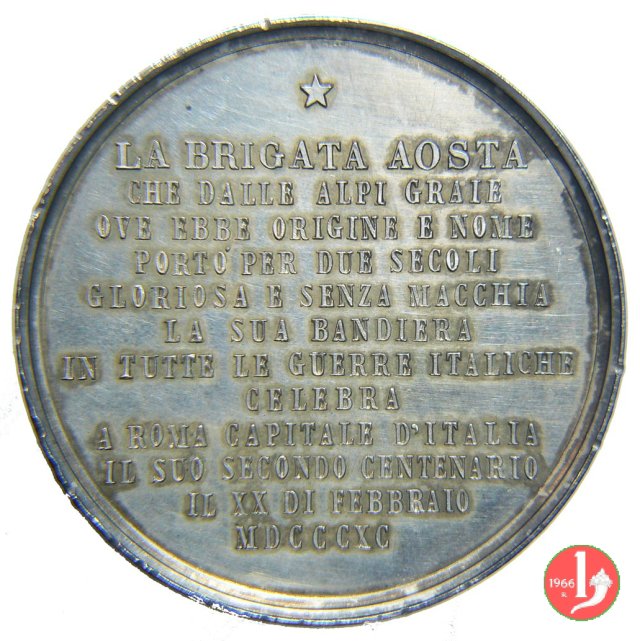 LA BRIGATA AOSTA
CHE DALLE ALPI GRAIE
OVE EBBE ORIGINE E NOME
PORTO' PER DUE SECOLI
GLORIOSA E SENZA MACCHIA
LA SUA BANDIERA
IN TUTTE LE GUERRE ITALICHE
CELEBRA
A ROMA CAPITALE D'ITALIA
IL SUO SECONDO CENTENARIO
IL XX DI FEBBRAIO
MDCCCXC
1966
R.